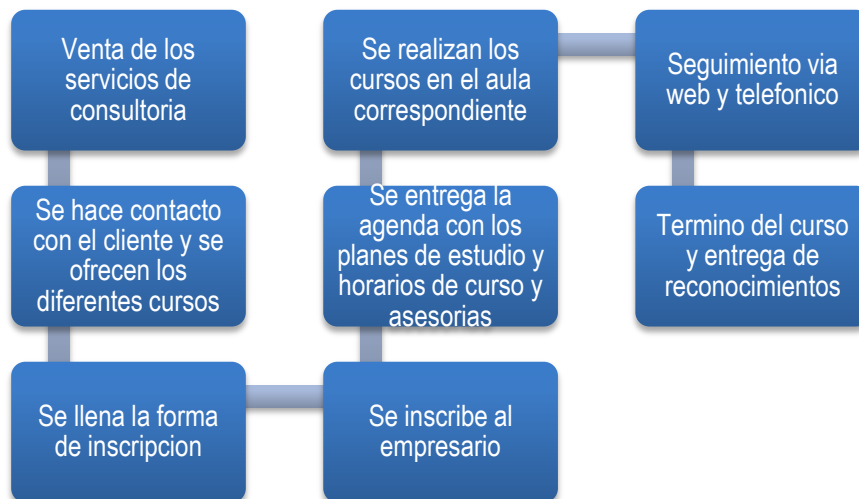 Venta de los
servicios de
consultoria
Se hace contacto
con el cliente y se
ofrecen los
diferentes cursos
Se llena la forma
de inscripcion
Se inscribe al
empresario
Se entrega la
agenda con los
planes de estudio y
horarios de curso y
asesorias
Se realizan los
cursos en el aula
correspondiente
Seguimiento via
web y telefonico
Termino del curso
y entrega de
reconocimientos